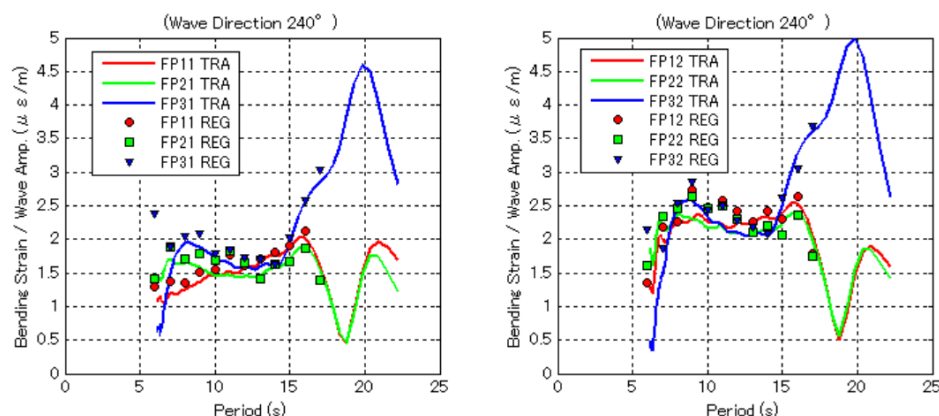 (Wave Direction 240°)
Bending Strain / Wave Amp. (με/m)
5
4.5
4
3.5
3
2.5
2
1.5
1
0.5
0
FP11 TRA
FP21 TRA
FP31 TRA
FP11 REG
FP21 REG
FP31 REG
0 5 10 15 20 25
Period (s)
(Wave Direction 240°)
Bending Strain / Wave Amp. (με/m)
5
4.5
4
3.5
3
2.5
2
1.5
1
0.5
0
FP12 TRA
FP22 TRA
FP32 TRA
FP12 REG
FP22 REG
FP32 REG
0 5 10 15 20 25
Period (s)